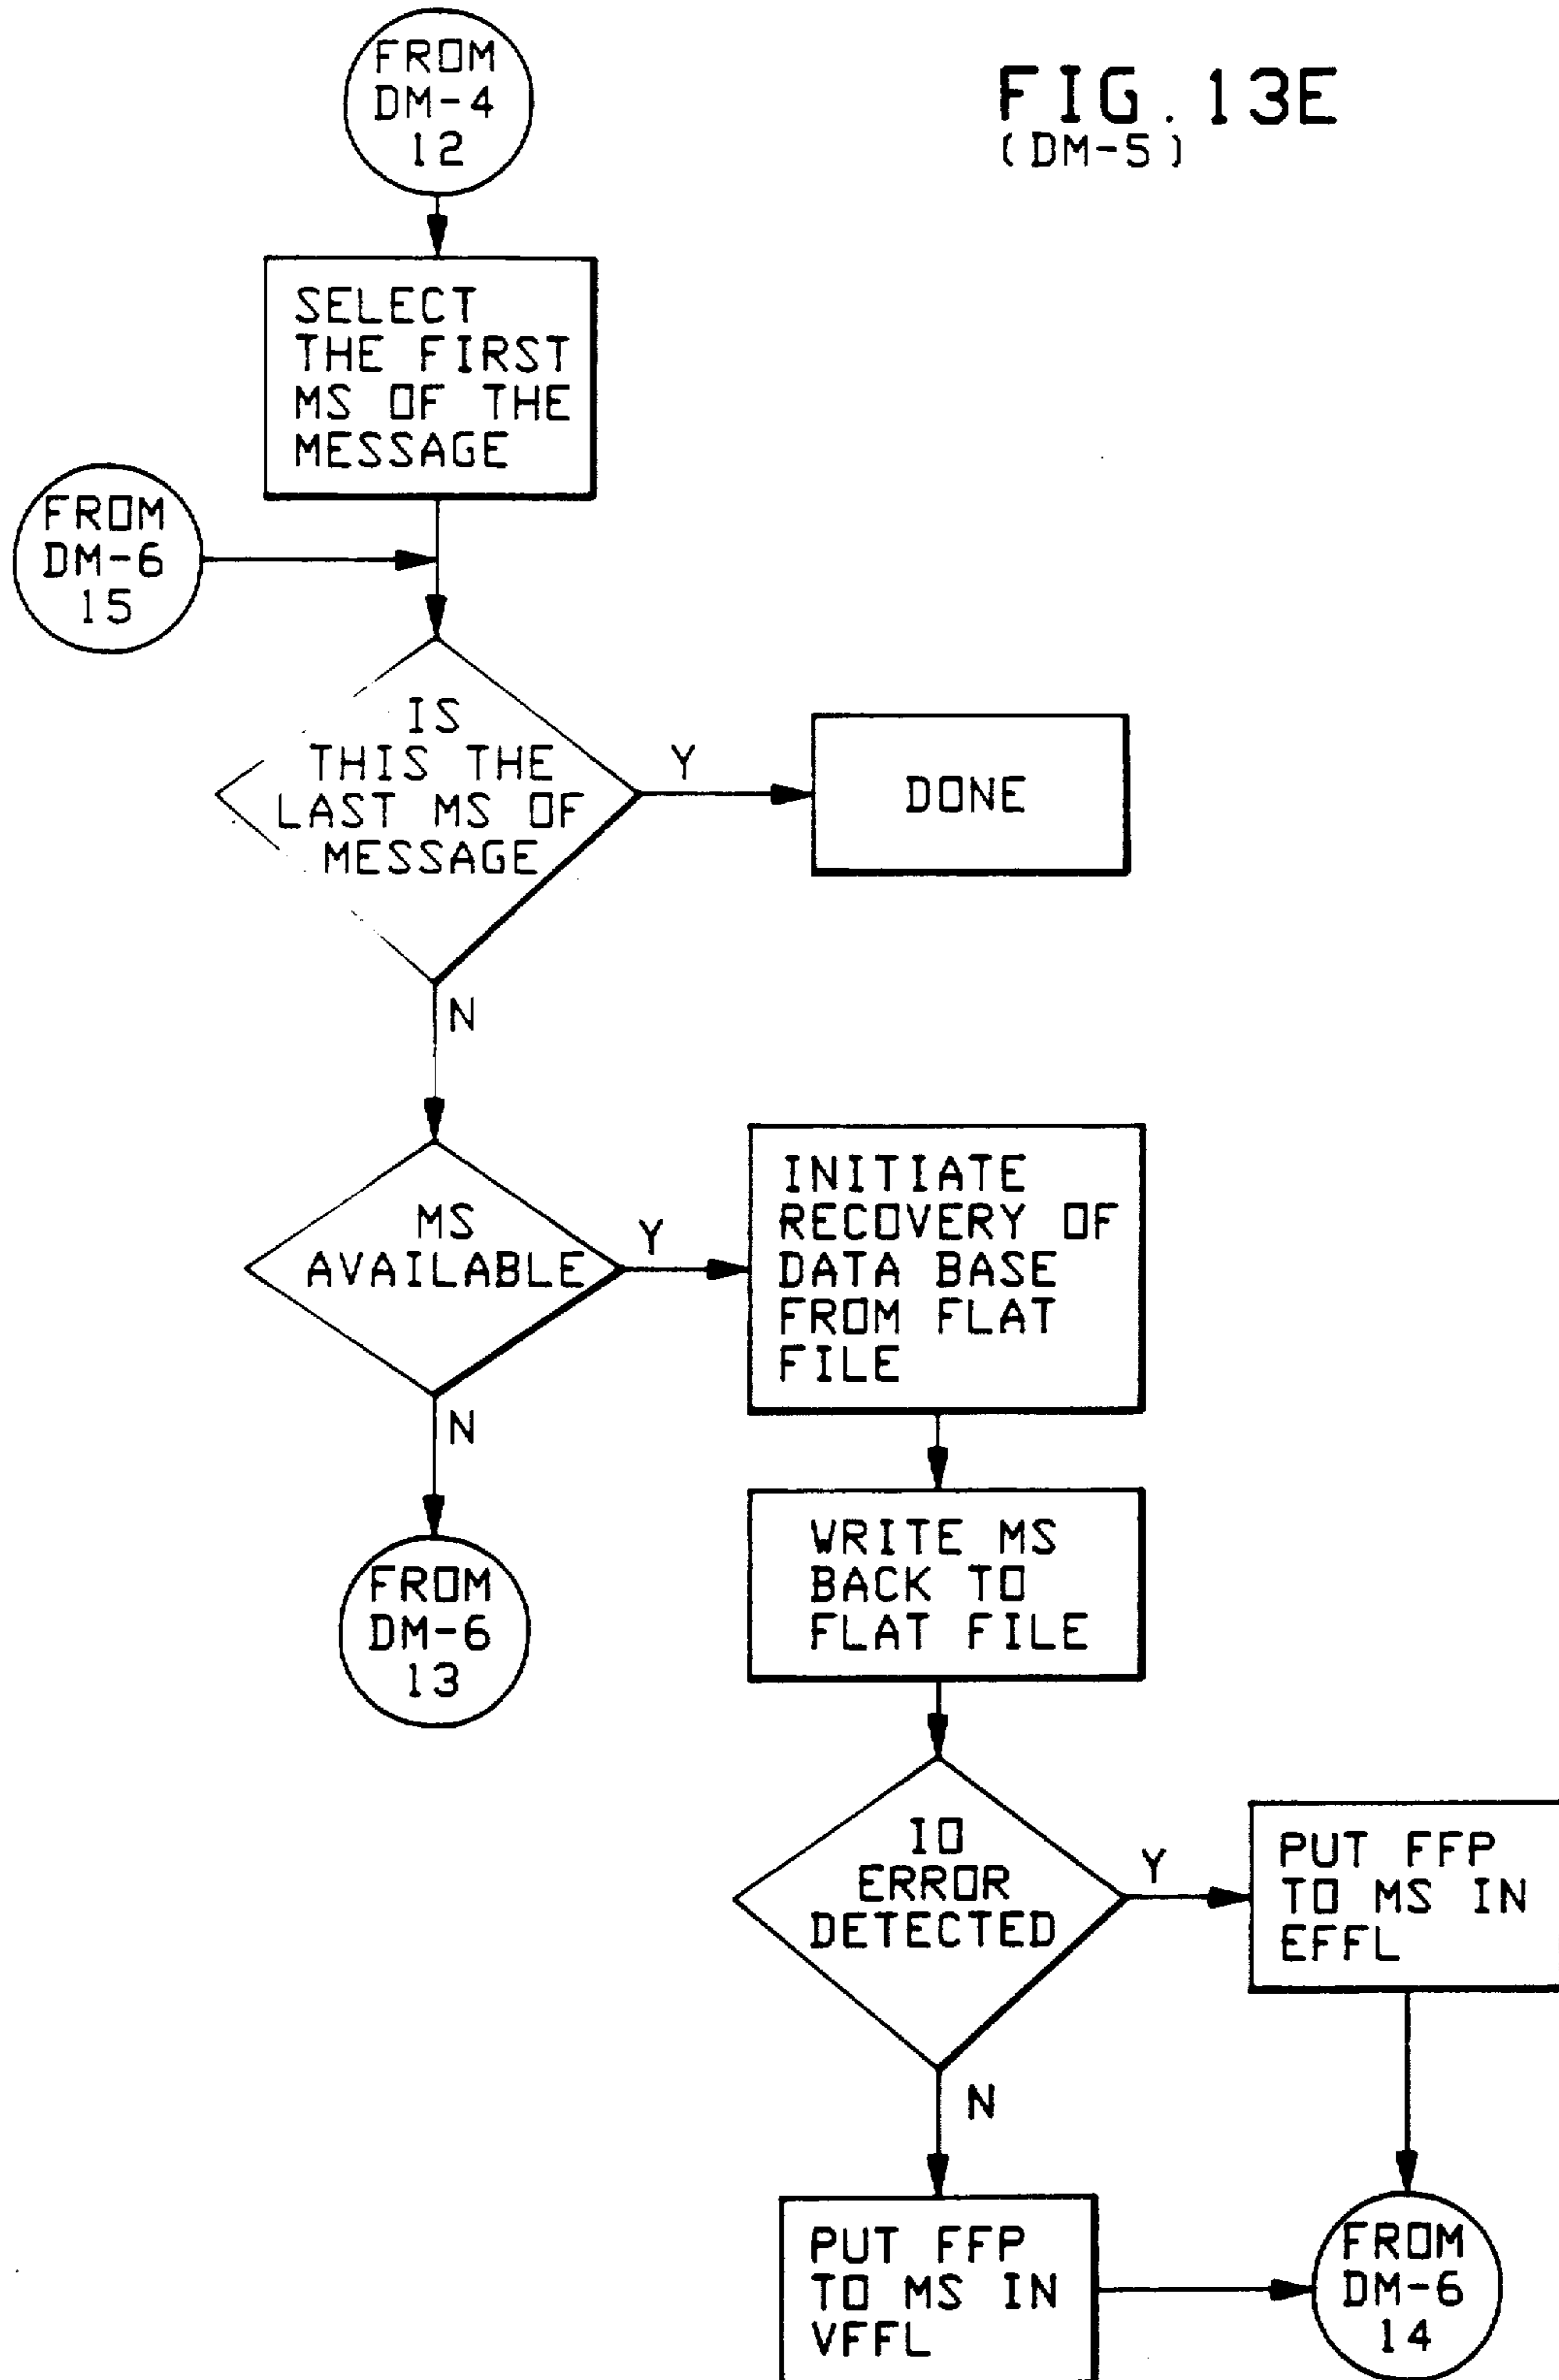 FROM
DM-4
12
FIG. 13E
(DM-5)
SELECT
THE FIRST
MS OF THE
MESSAGE
FROM
DM-6
15
IS
THIS THE
LAST MS OF
MESSAGE
Y
DONE
N
MS
AVAILABLE
Y
INITIATE
RECOVERY OF
DATA BASE
FROM FLAT
FILE
N
FROM
DM-6
13
WRITE MS
BACK TO
FLAT FILE
IO
ERROR
DETECTED
Y
PUT FFP
TO MS IN
EFFL
N
PUT FFP
TO MS IN
VFFL
FROM
DM-6
14